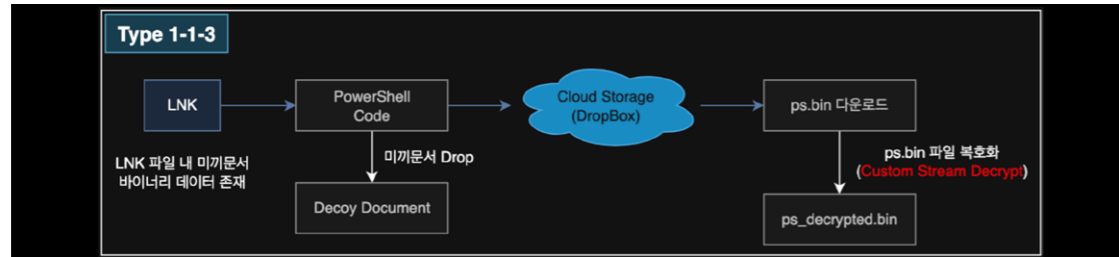 Type 1-1-3
LNK
PowerShell
Code
Cloud Storage
(DropBox)
ps.bin 다운로드
LNK 파일 내 미끼문서
바이너리 데이터 존재
미끼문서 Drop
ps.bin 파일 복호화
(Custom Stream Decrypt)
Decoy Document
ps_decrypted.bin